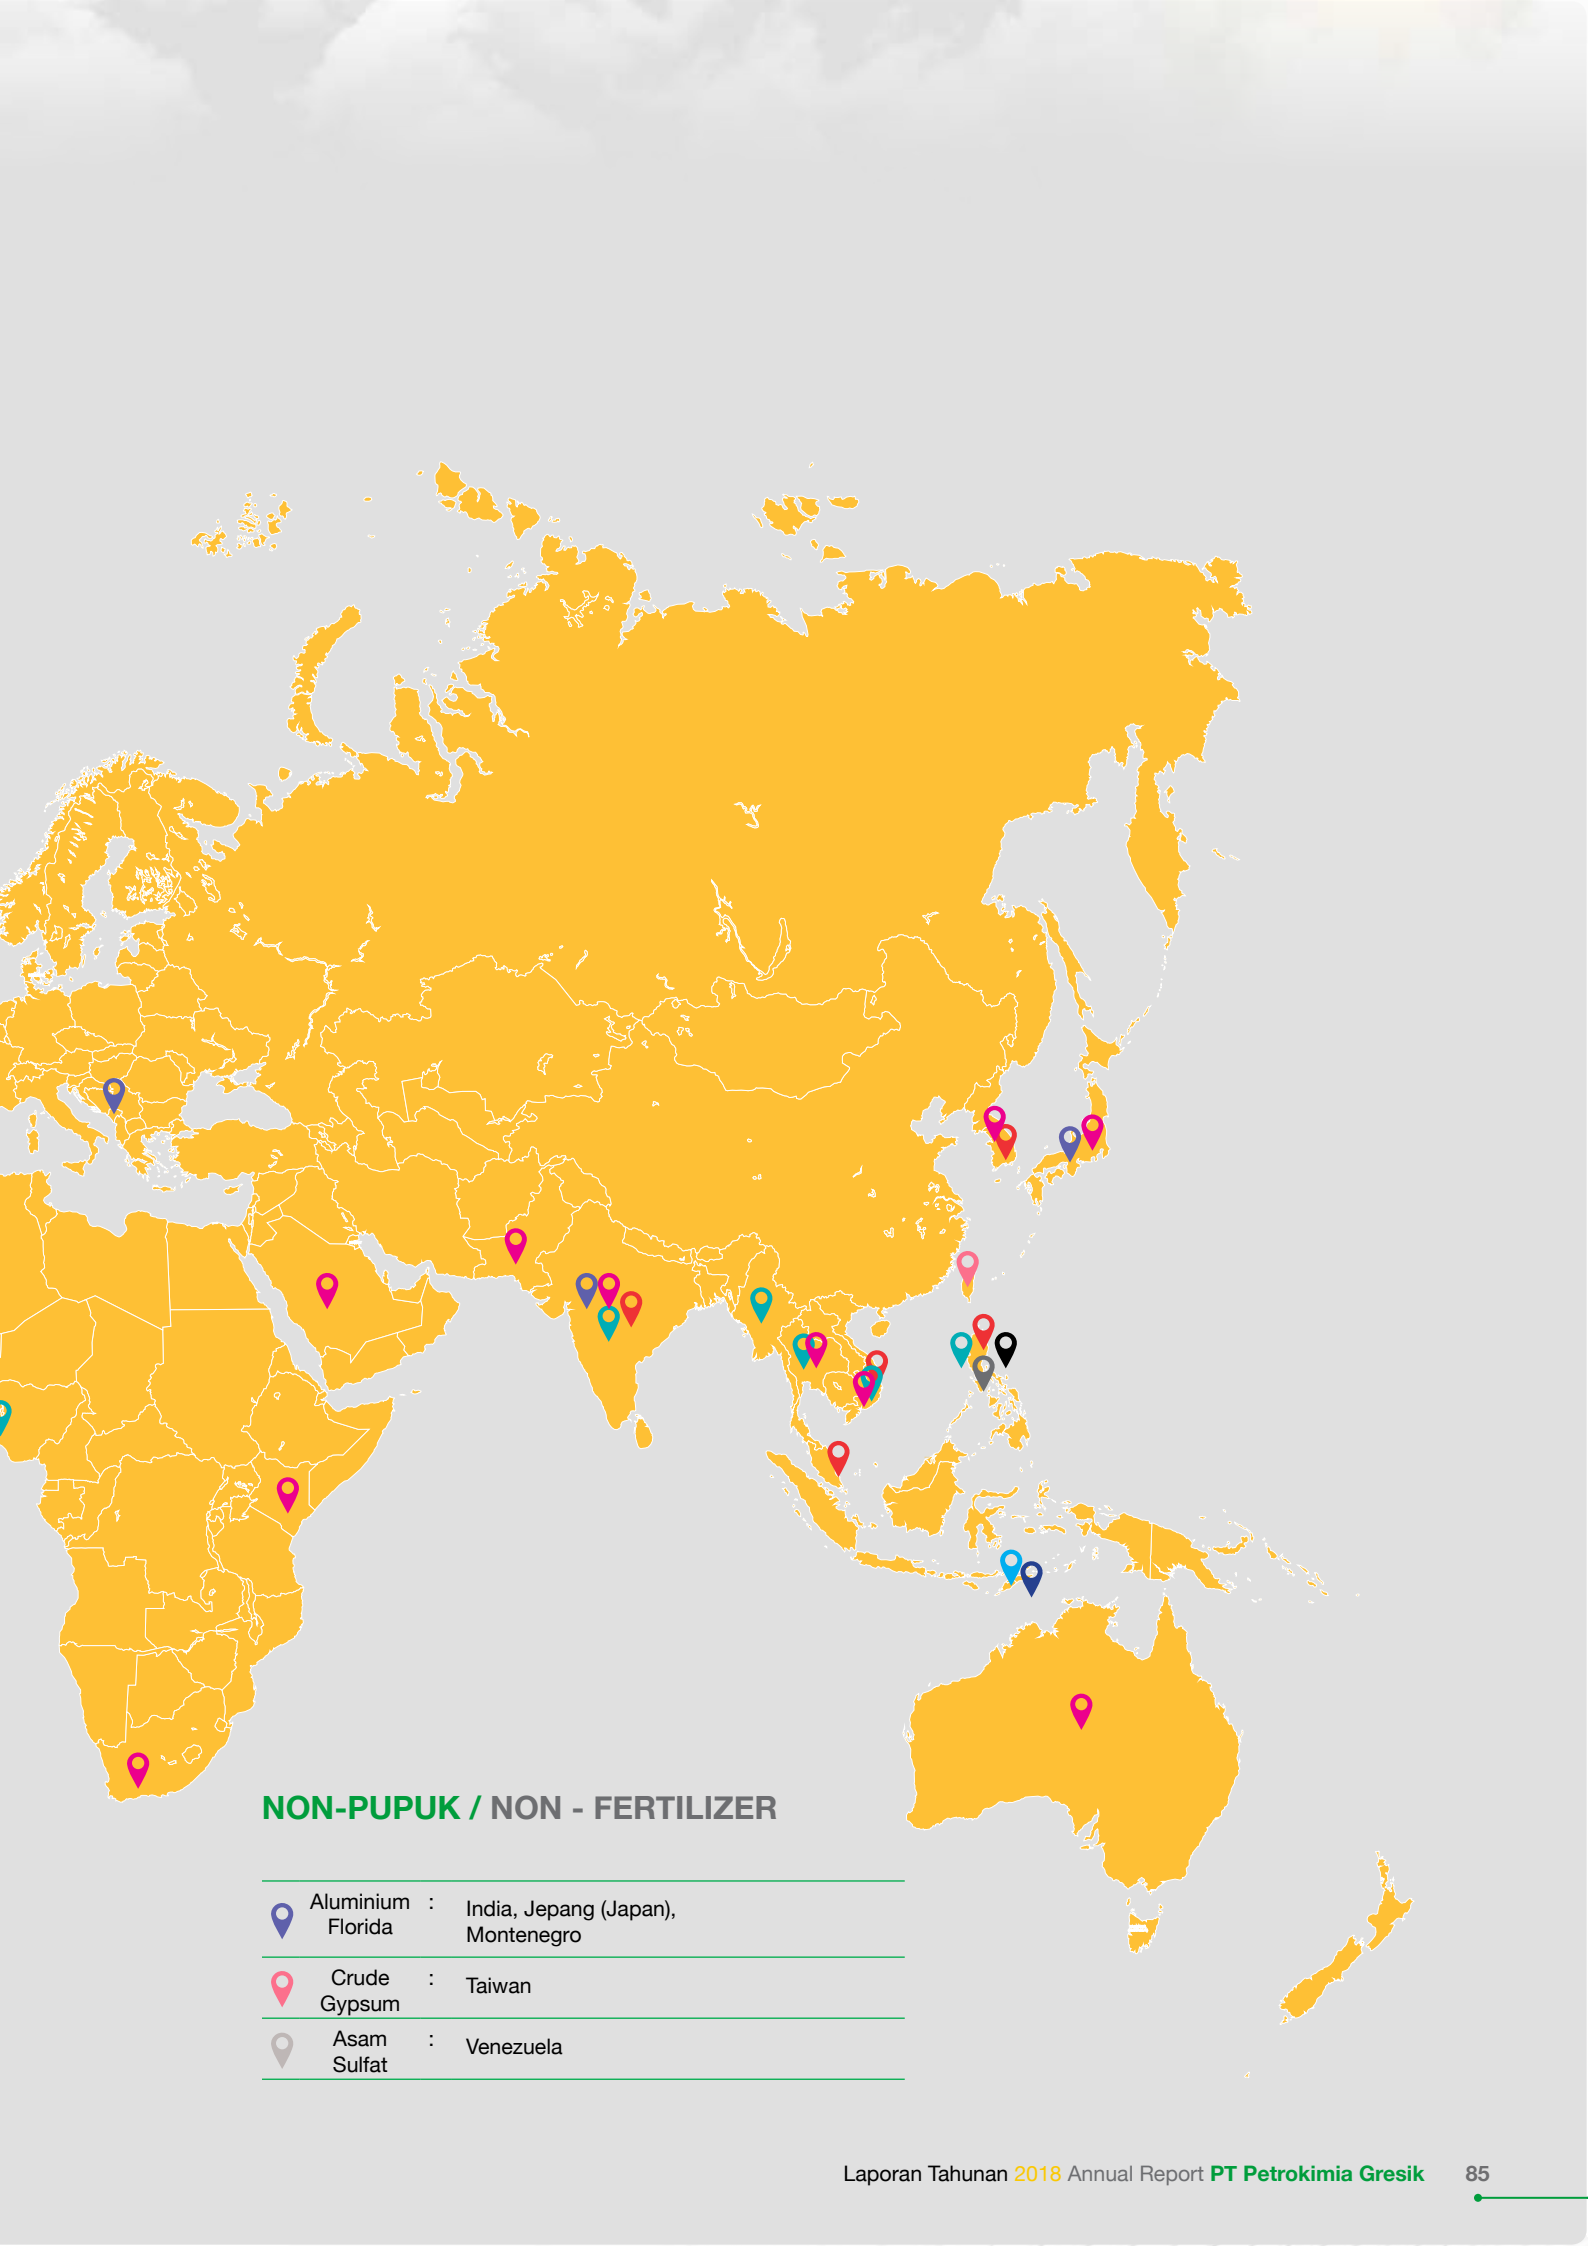 NON-PUPUK / NON - FERTILIZER
Aluminium Florida : India, Jepang (Japan), Montenegro
Crude Gypsum : Taiwan
Asam Sulfat : Venezuela
Laporan Tahunan 2018 Annual Report PT Petrokimia Gresik 85